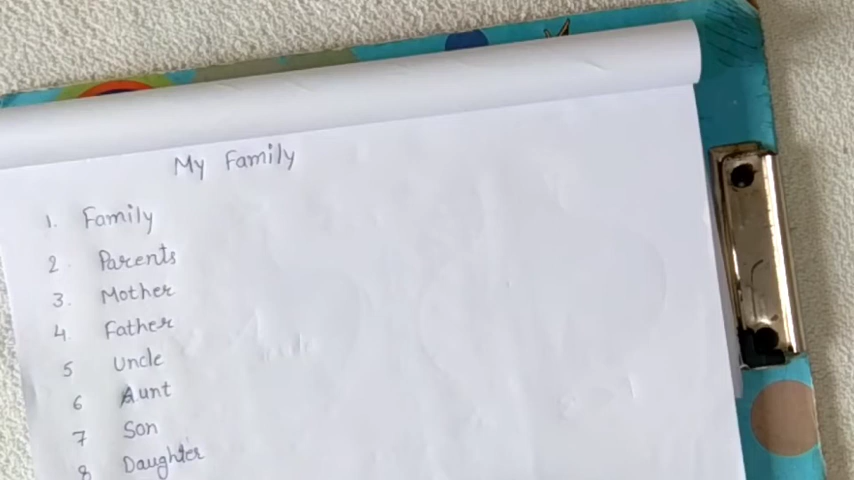 My Family
1. Family
2. Parents
3. Mother
4 Father
5 Uncle
6 Aunt
7 Son
8 Daughter